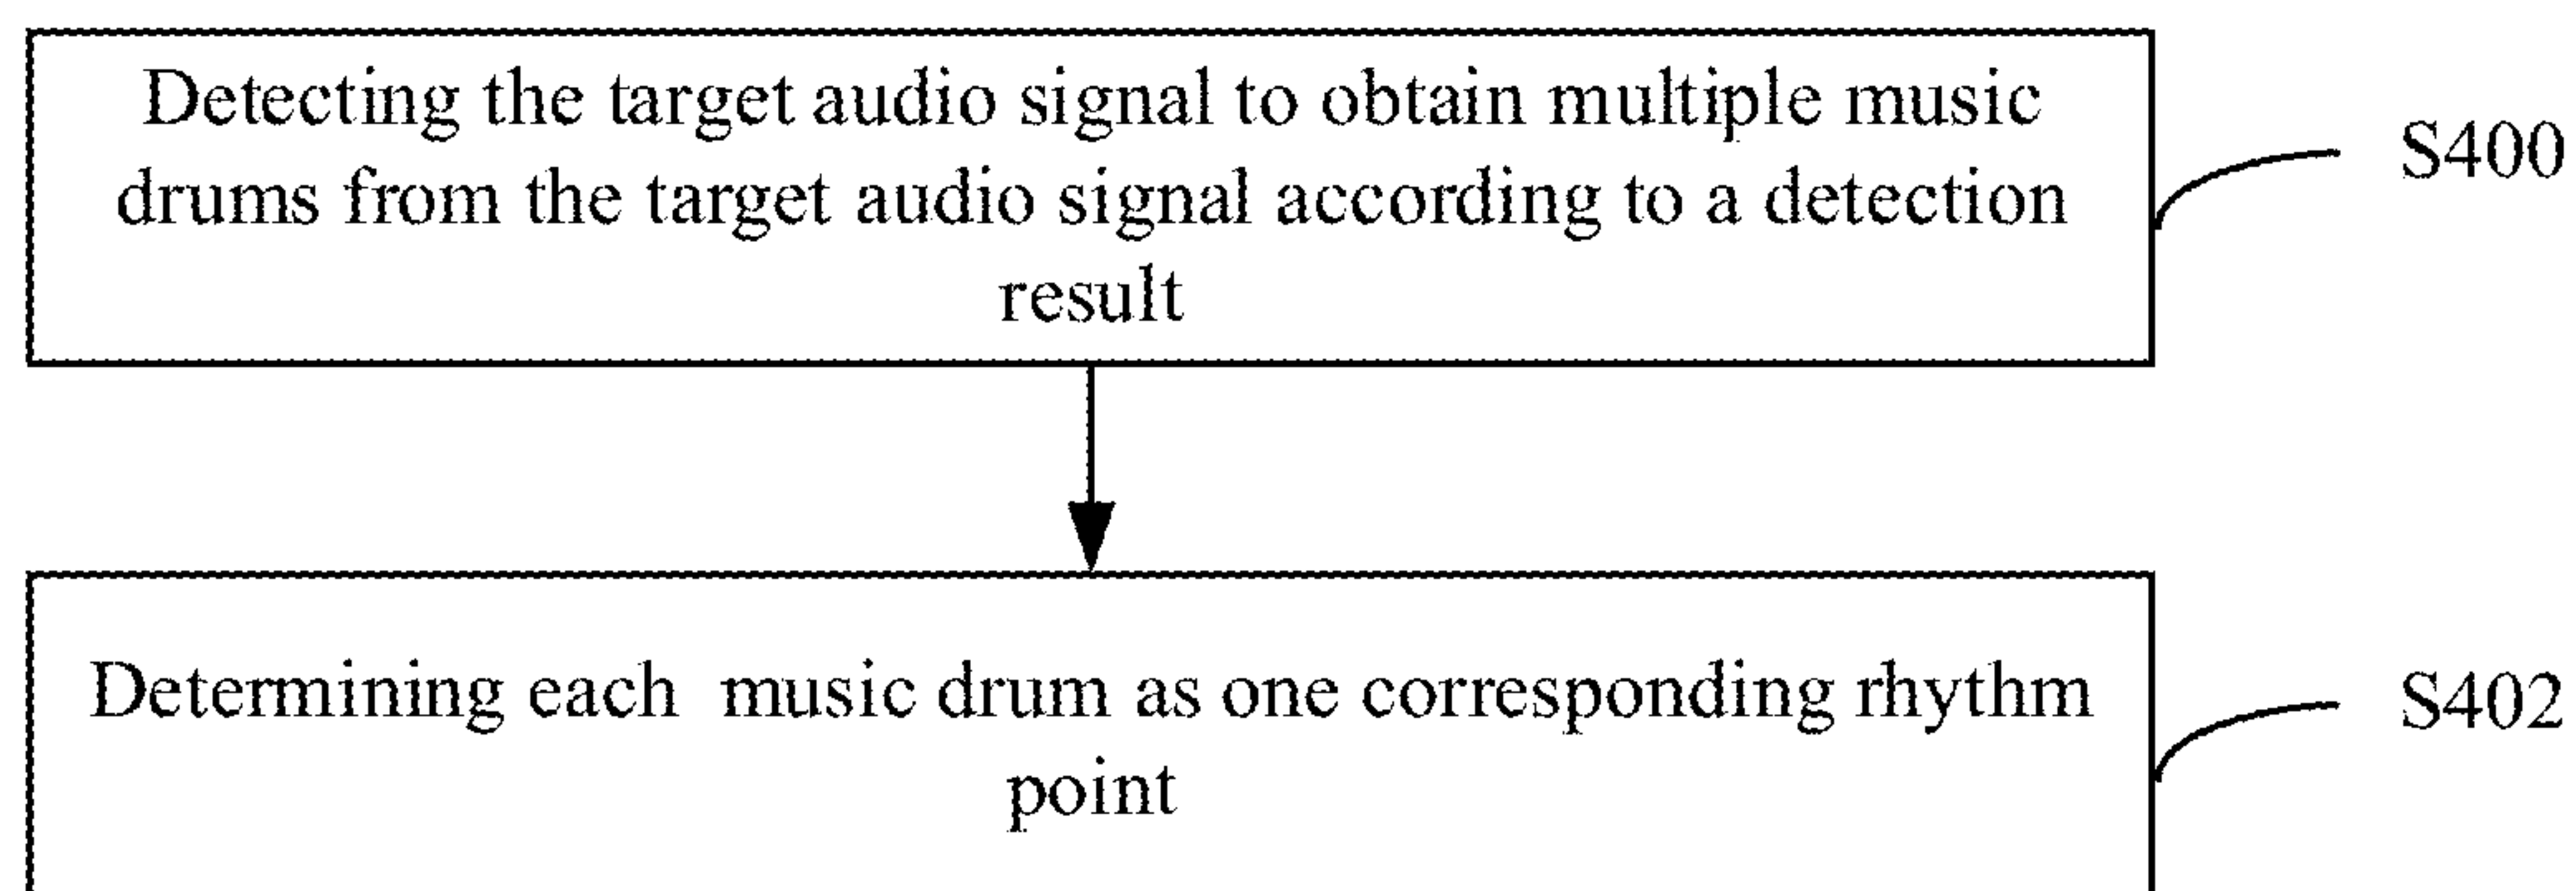 Detecting the target audio signal to obtain multiple music
drums from the target audio signal according to a detection
result
S400
Determining each music drum as one corresponding rhythm
point
S402